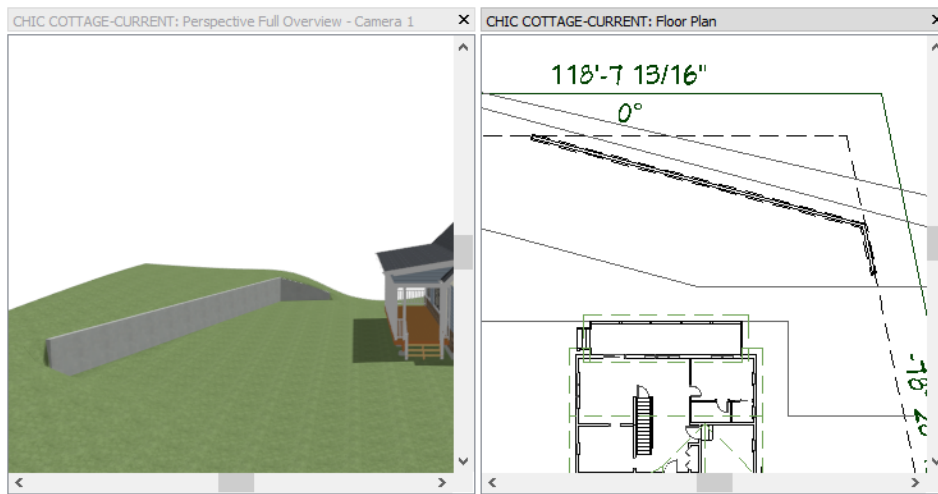 CHIC COTTAGE-CURRENT: Perspective Full Overview - Camera 1
CHIC COTTAGE-CURRENT: Floor Plan
118'-7 13/16"
0°